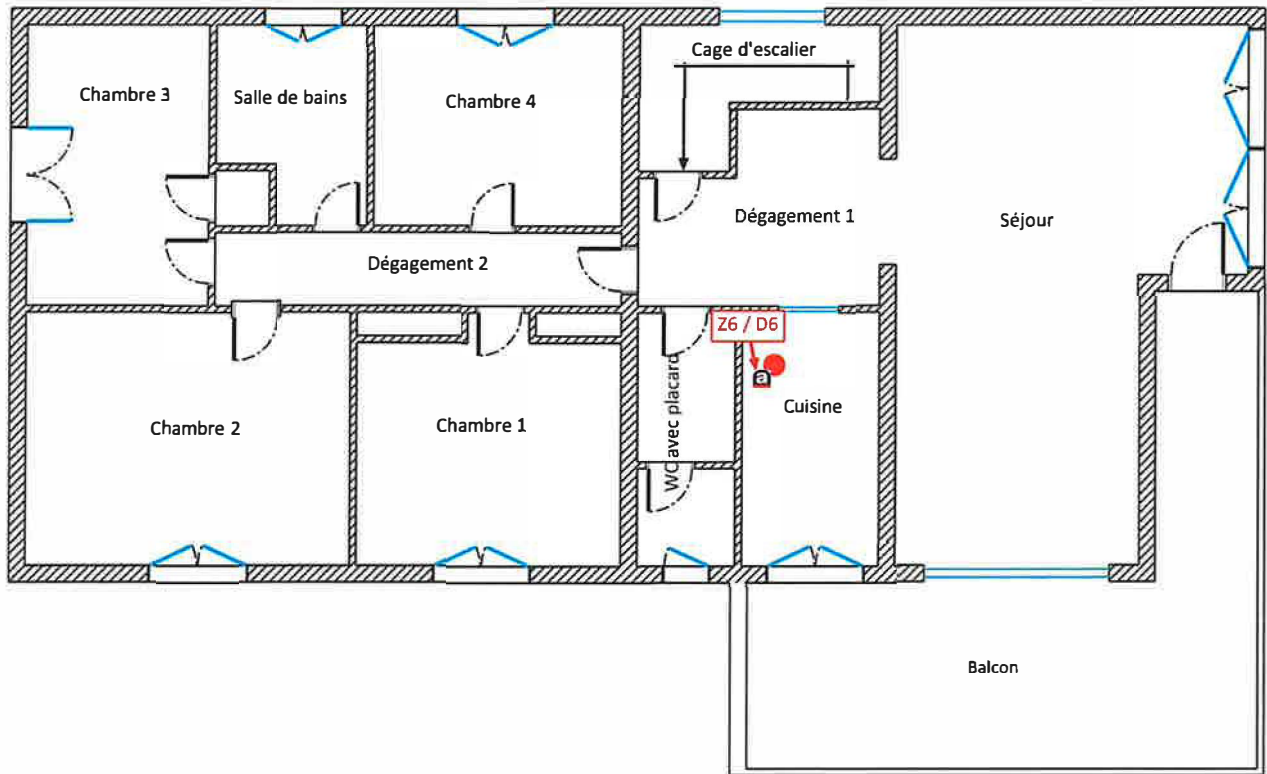 Cage d'escalier
Chambre 3
Salle de bains
Chambre 4
Dégagement 1
Séjour
Dégagement 2
Z6 / D6
a
WC avec placard
Cuisine
Chambre 2
Chambre 1
Balcon